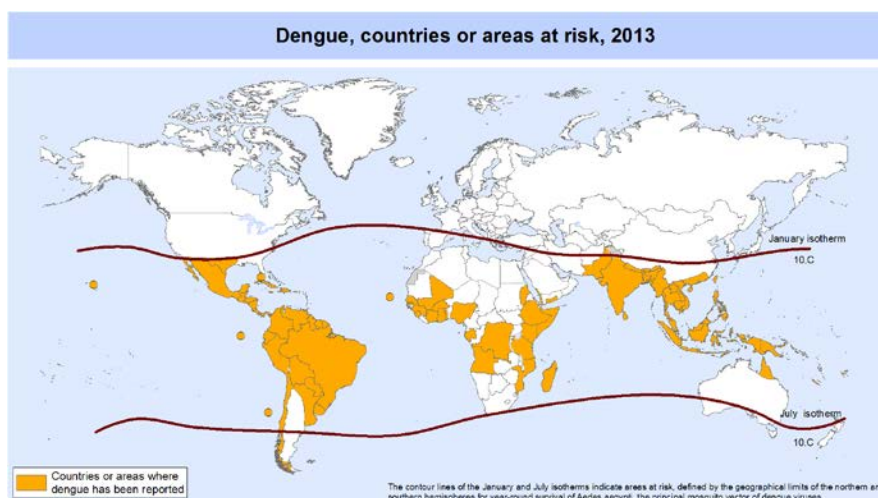 Dengue, countries or areas at risk, 2013
January isotherm
10.C
July isotherm
10.C
Countries or areas where
dengue has been reported
The contour lines of the January and July isotherms indicate areas at risk, defined by the geographical limits of the northern an
southern hemispheres for year-round survival of Aedes aegypti, the principal mosquito vector of dengue viruses